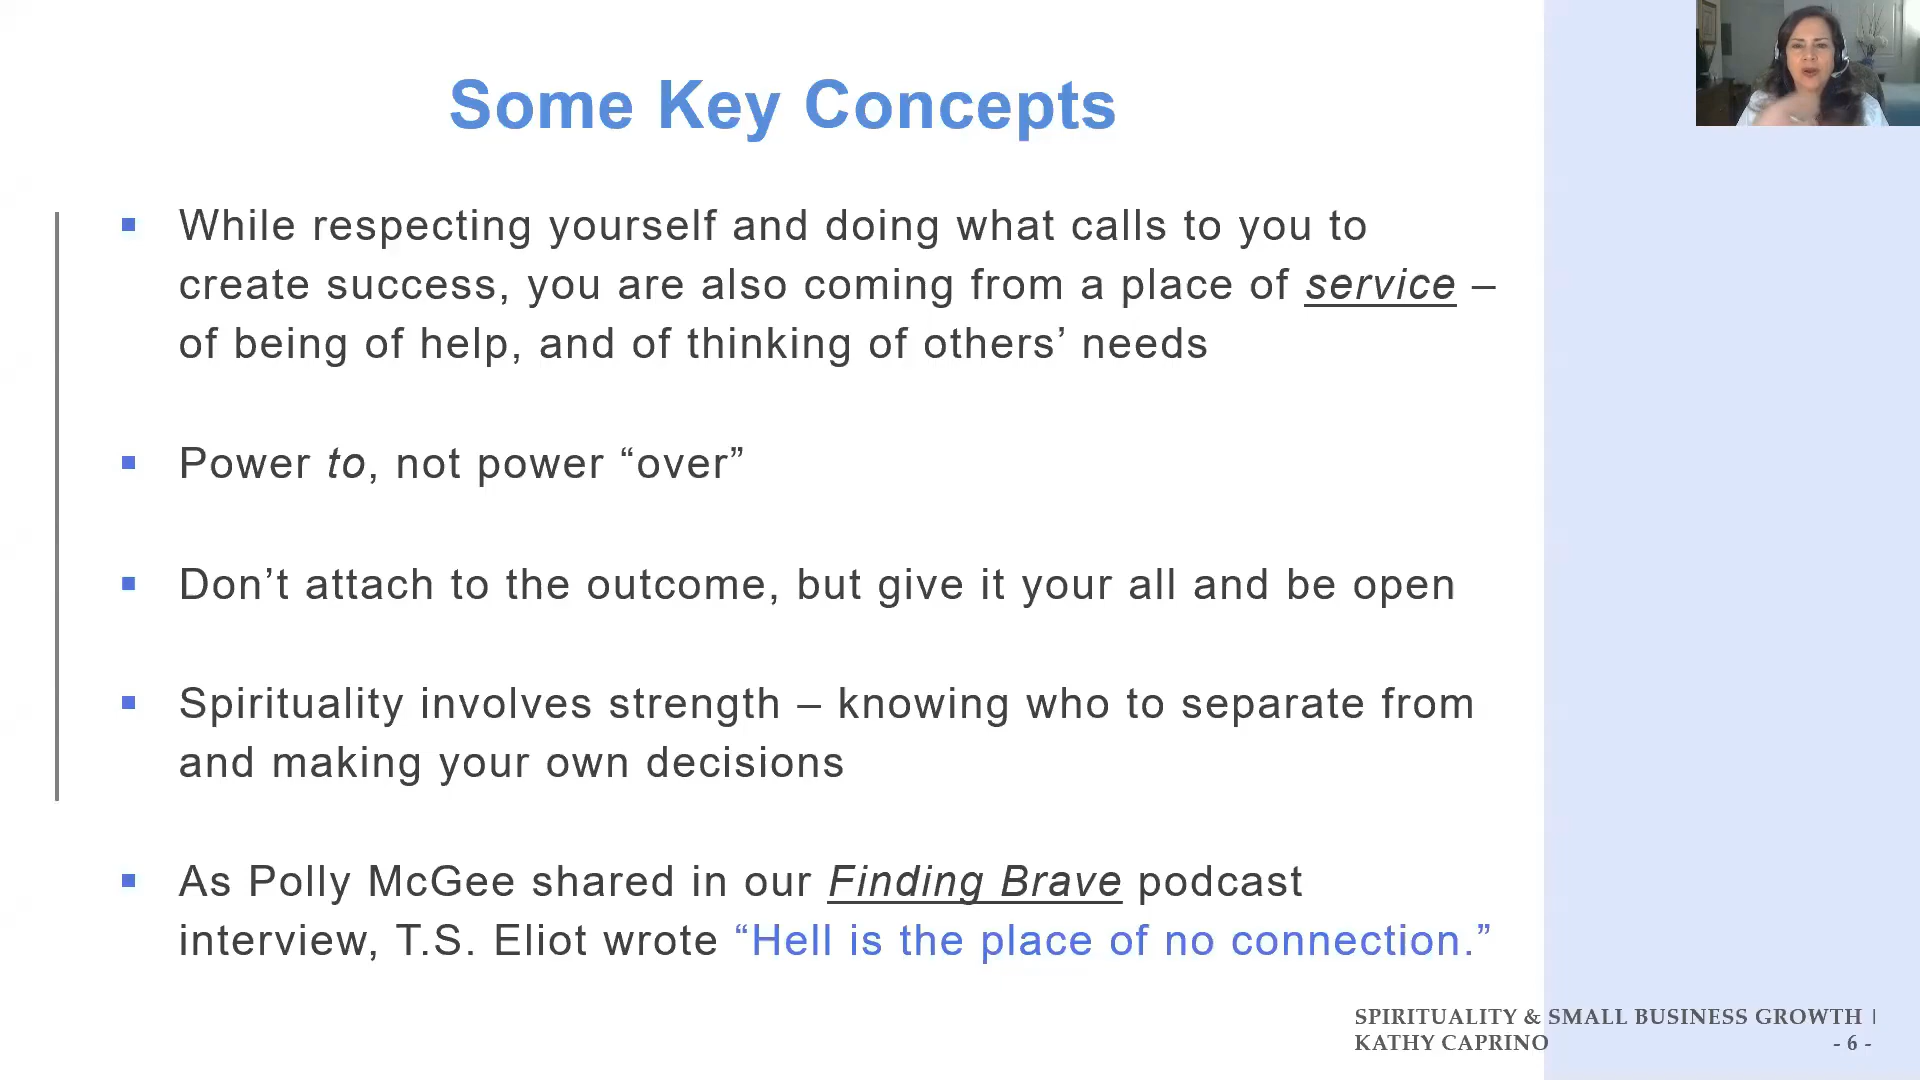 Some Key Concepts
▪ While respecting yourself and doing what calls to you to
create success, you are also coming from a place of service –
of being of help, and of thinking of others’ needs
▪ Power to, not power “over”
▪ Don’t attach to the outcome, but give it your all and be open
▪ Spirituality involves strength – knowing who to separate from
and making your own decisions
▪ As Polly McGee shared in our Finding Brave podcast
interview, T.S. Eliot wrote “Hell is the place of no connection.”
SPIRITUALITY & SMALL BUSINESS GROWTH |
KATHY CAPRINO - 6 -